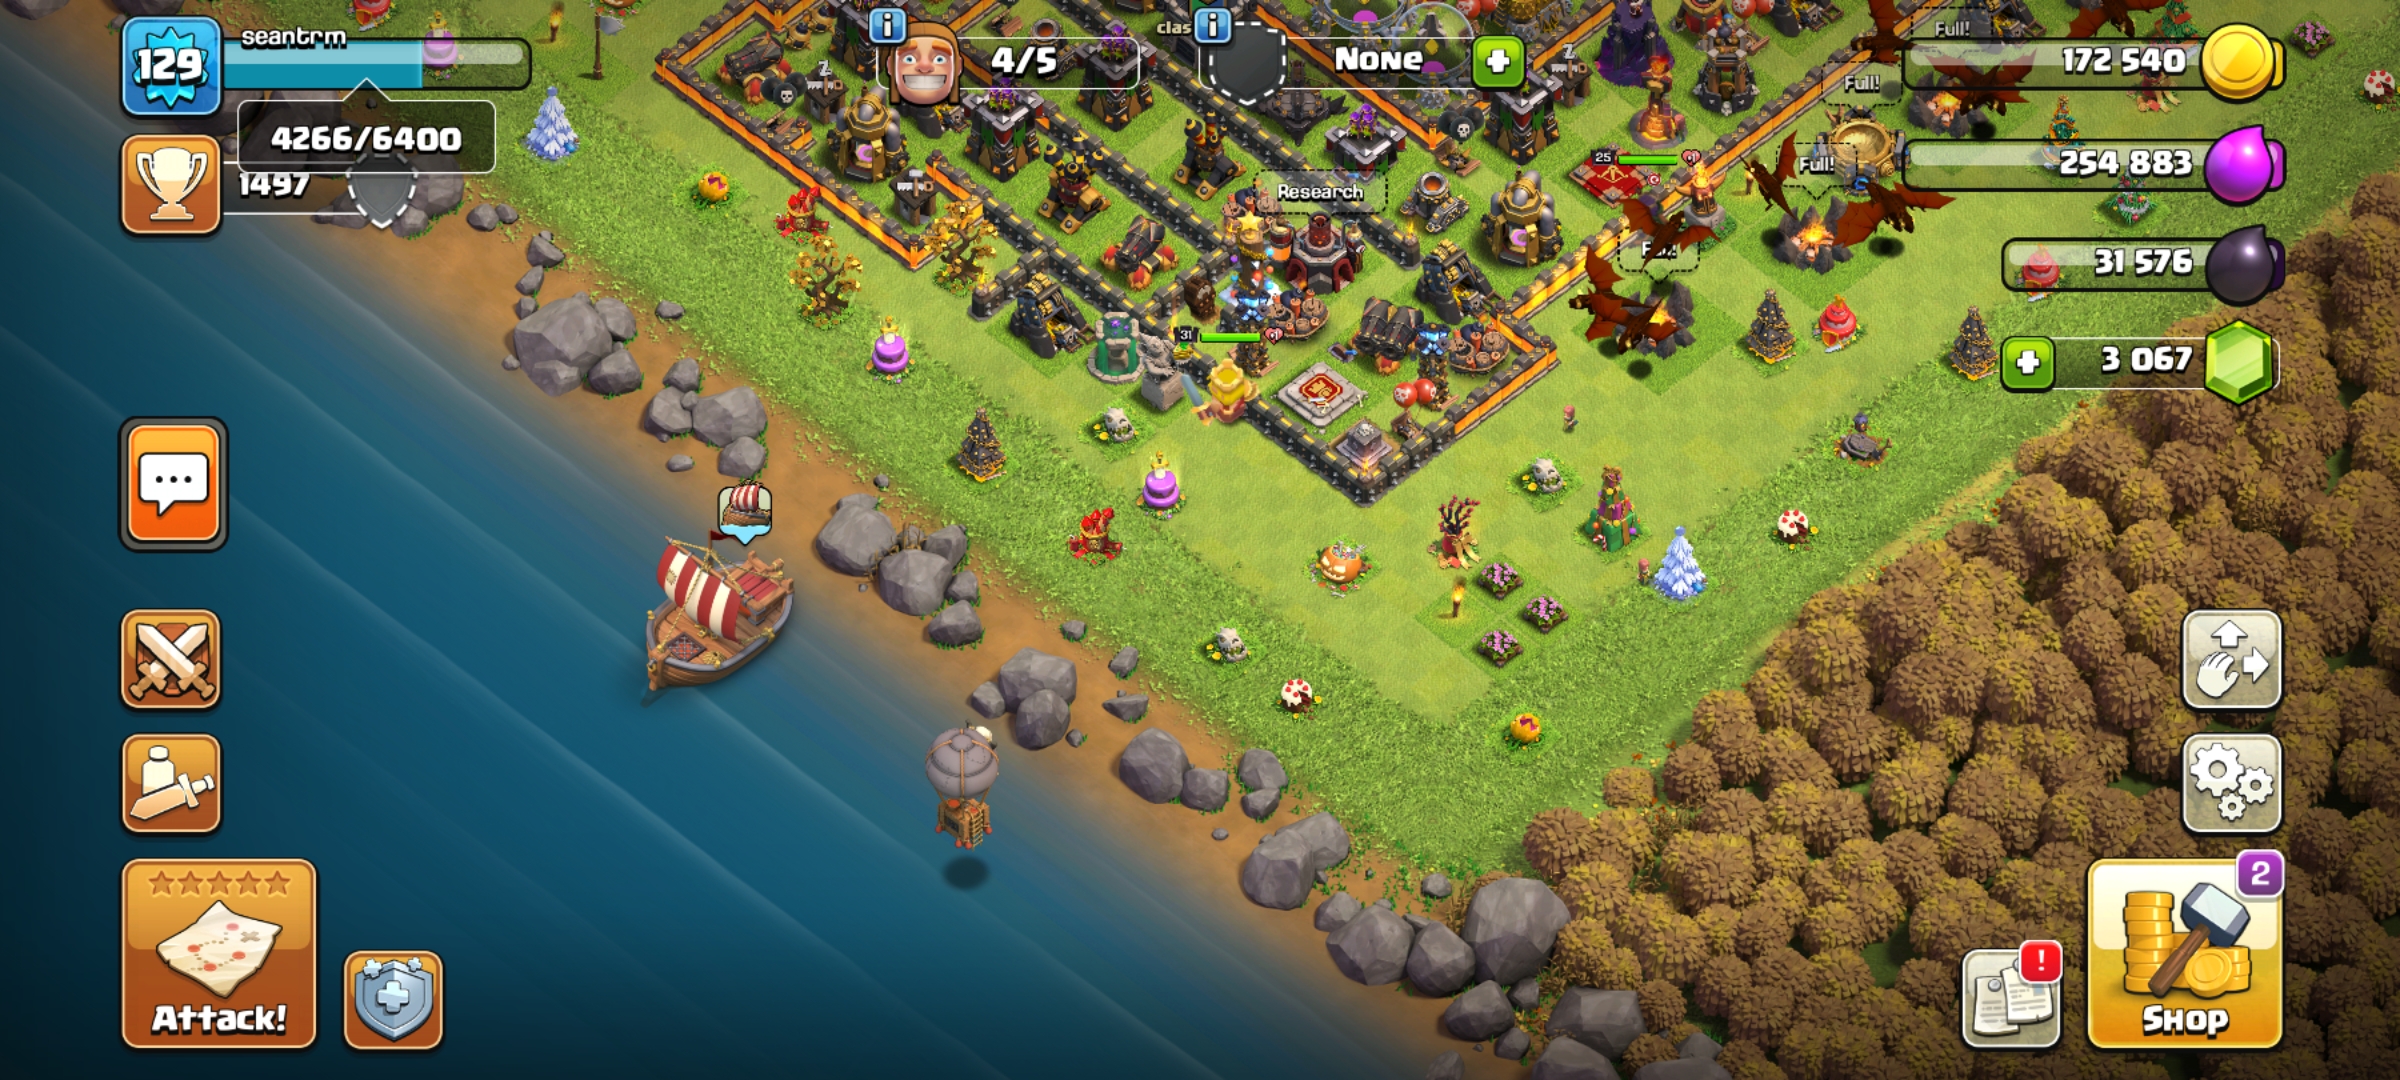 129
seantrm
4266/6400
1497
i
4/5
clas
i
None
172 540
254 883
31 576
3 067
Full!
Full!
Full!
Research
25
31
Z
Z
Attack!
2
!
Shop